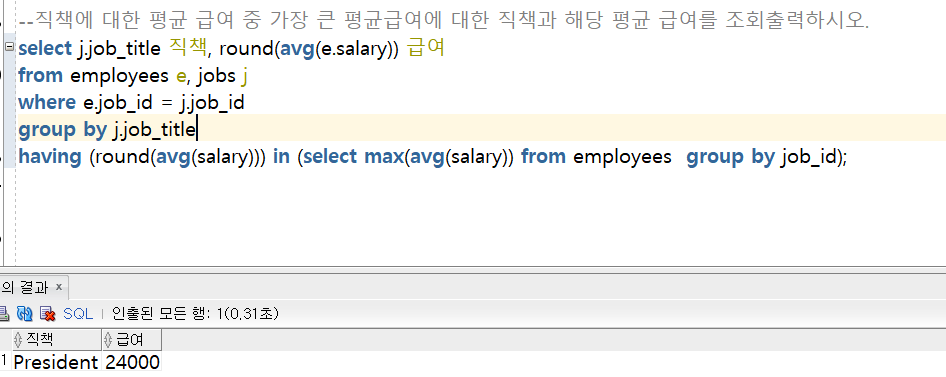 --직책에 대한 평균 급여 중 가장 큰 평균급여에 대한 직책과 해당 평균 급여를 조회출력하시오.
select j.job_title 직책, round(avg(e.salary)) 급여
from employees e, jobs j
where e.job_id = j.job_id
group by j.job_title
having (round(avg(salary))) in (select max(avg(salary)) from employees  group by job_id);
의 결과 x
SQL | 인출된 모든 행: 1(0.31초)
직책 급여
1 President 24000